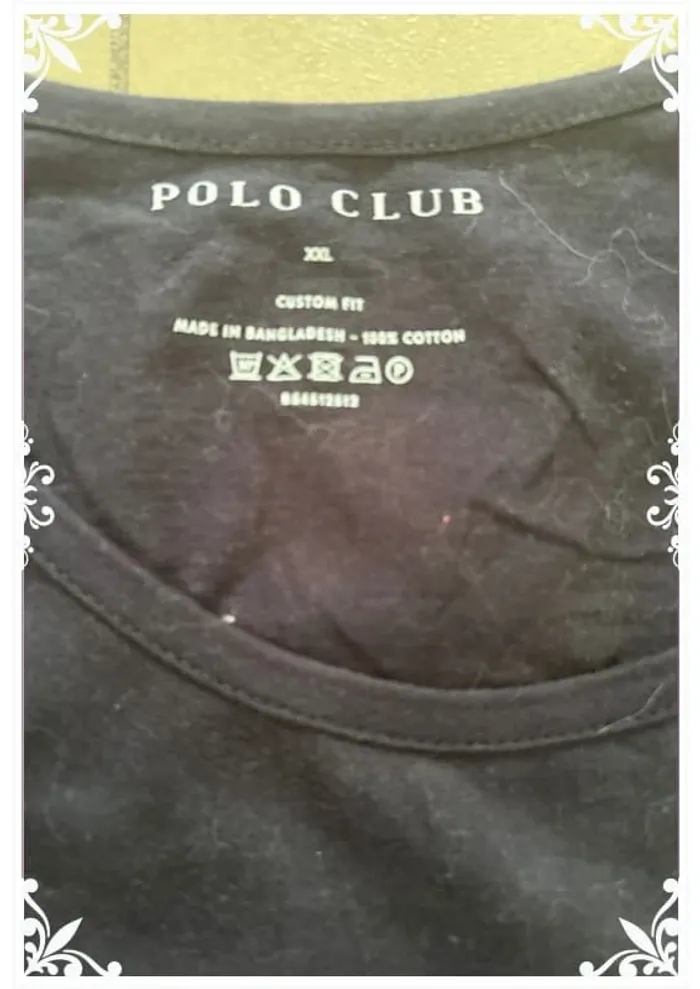 POLO CLUB
XXL
CUSTOM FIT
MADE IN BANGLADESH - 100% COTTON